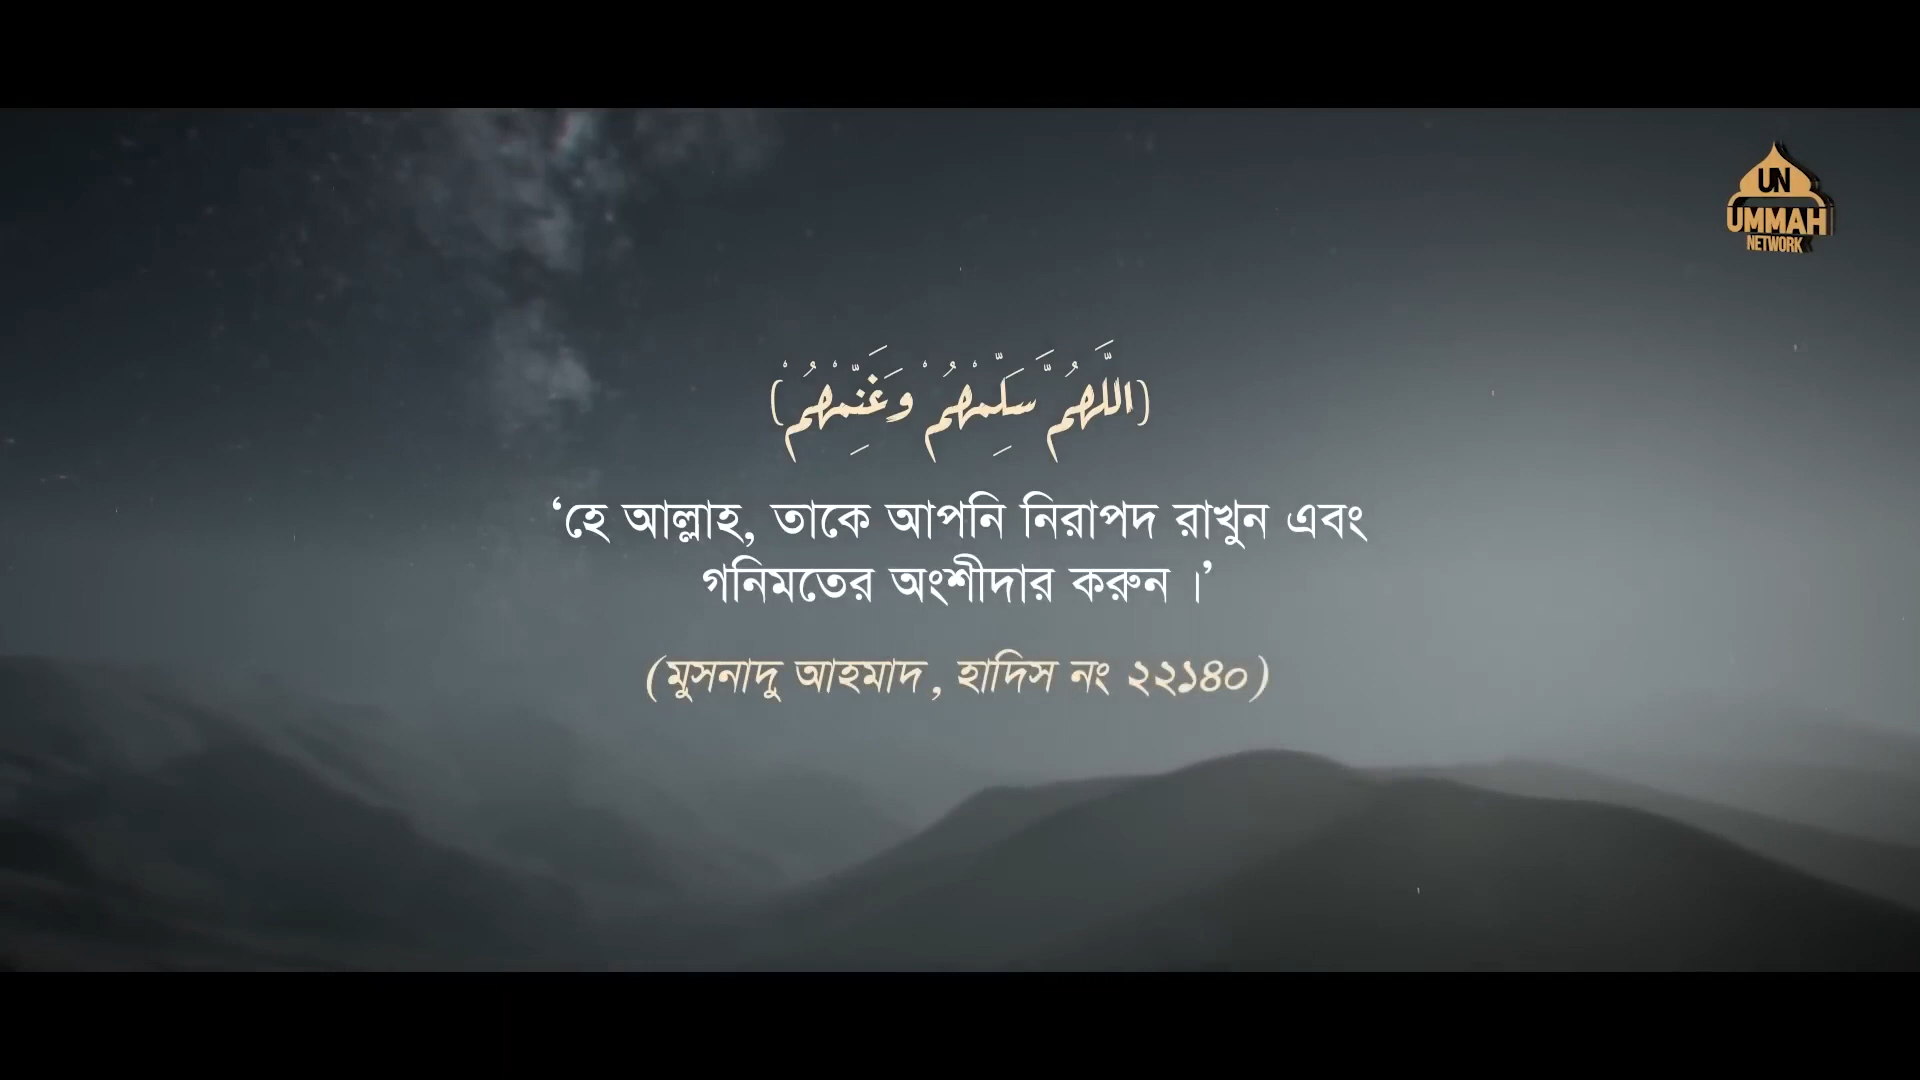 UN
UMMAH
NETWORK
(اللَّهُمَّ سَلِّمْهُمْ وَغَنِّمْهُمْ)
‘হে আল্লাহ, তাকে আপনি নিরাপদ রাখুন এবং
গনিমতের অংশীদার করুন।’
(মুসনাদু আহমাদ, হাদিস নং ২২১৪০)